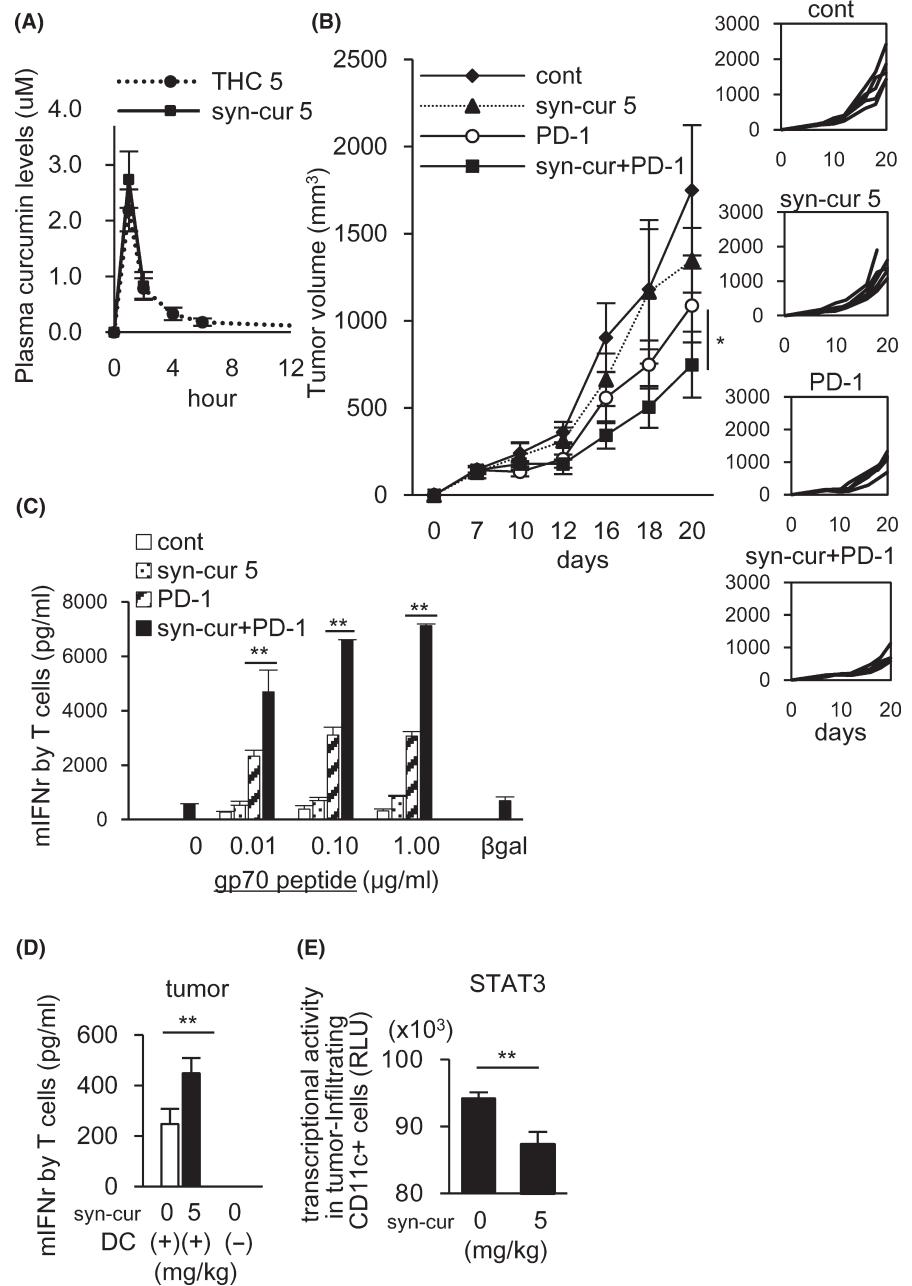 (A)
THC 5
syn-cur 5
Plasma curcumin levels (uM)
4.0
3.0
2.0
1.0
0.0
0 4 8 12
hour
(B)
cont
syn-cur 5
PD-1
syn-cur+PD-1
Tumor volume (mm³)
2500
2000
1500
1000
500
0
*
0 7 10 12 16 18 20
days
cont
3000
2000
1000
0
0 10 20
syn-cur 5
3000
2000
1000
0
0 10 20
PD-1
3000
2000
1000
0
0 10 20
syn-cur+PD-1
3000
2000
1000
0
0 10 20
days
(C)
cont
syn-cur 5
PD-1
syn-cur+PD-1
mIFNr by T cells (pg/ml)
8000
6000
4000
2000
0
** ** **
0 0.01 0.10 1.00 βgal
gp70 peptide (μg/ml)
(D)
tumor
mIFNr by T cells (pg/ml)
600
400
200
0
**
syn-cur 0 5 0
DC (+)(+) (−)
(mg/kg)
(E)
STAT3
transcriptional activity
in tumor-Infiltrating
CD11c+ cells (RLU)
(x10³)
100
90
80
**
syn-cur 0 5
(mg/kg)